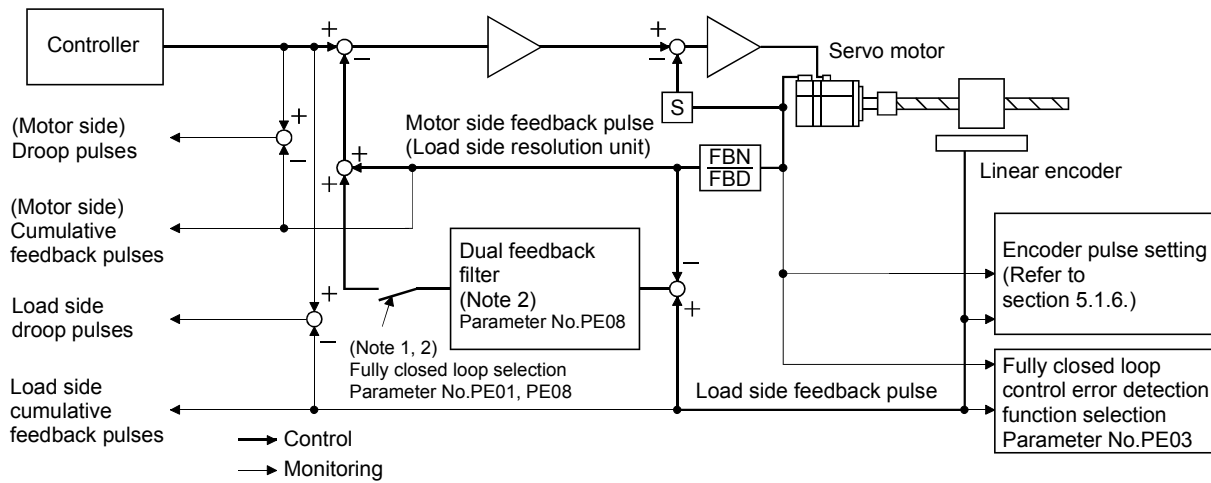 Controller
+
−
+
−
S
Servo motor
(Motor side)
Droop pulses
+
−
Motor side feedback pulse
(Load side resolution unit)
+
+
FBN
FBD
Linear encoder
(Motor side)
Cumulative
feedback pulses
Dual feedback
filter
(Note 2)
Parameter No.PE08
−
+
Encoder pulse setting
(Refer to
section 5.1.6.)
Load side
droop pulses
+
−
(Note 1, 2)
Fully closed loop selection
Parameter No.PE01, PE08
Load side
cumulative
feedback pulses
Load side feedback pulse
Fully closed loop
control error detection
function selection
Parameter No.PE03
Control
Monitoring